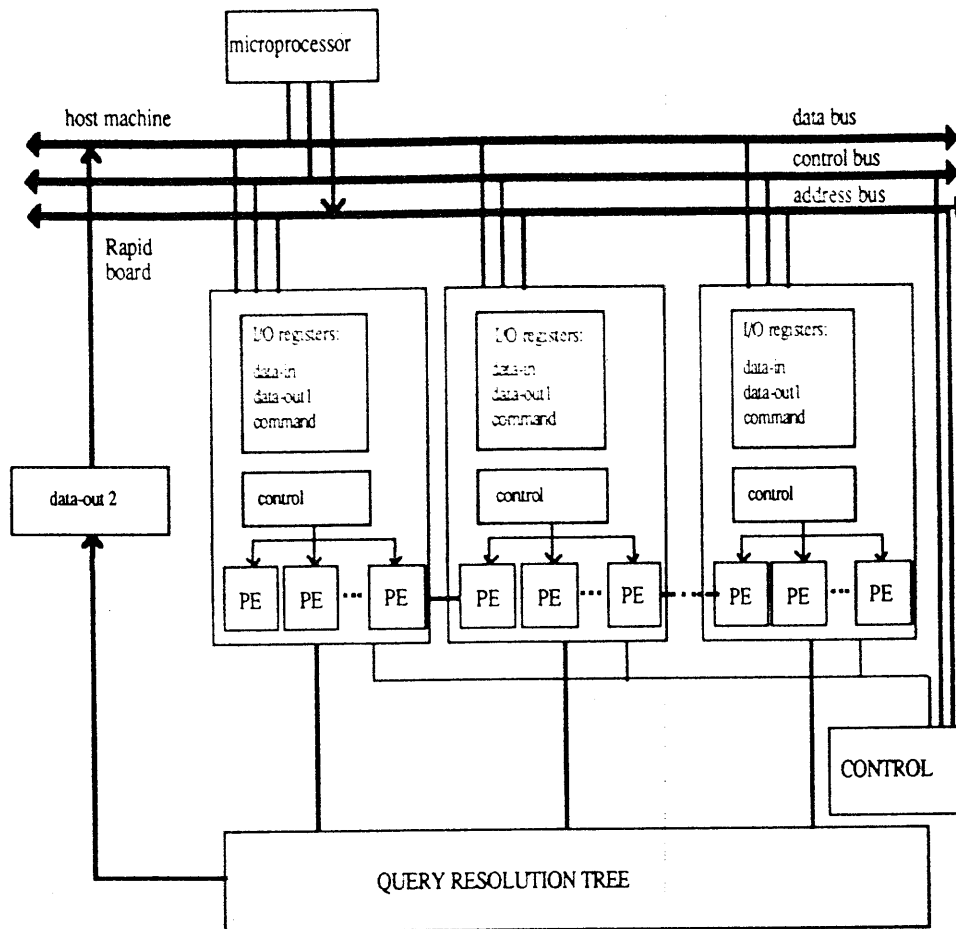 microprocessor
host machine
data bus
control bus
address bus
Rapid
board
I/O registers:
data-in
data-out1
command
I/O registers:
data-in
data-out1
command
I/O registers:
data-in
data-out1
command
data-out 2
control
control
control
PE PE ... PE
PE PE ... PE
PE PE ... PE
CONTROL
QUERY RESOLUTION TREE